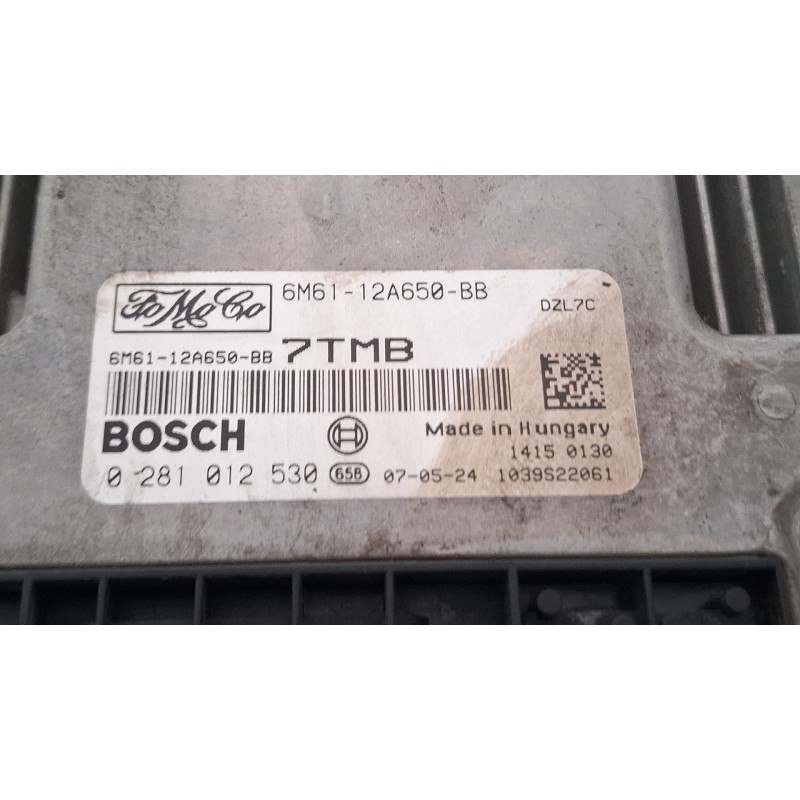 FoMoCo 6M61-12A650-BB
DZL7C
6M61-12A650-BB 7TMB
BOSCH
Made in Hungary
1415 0130
0 281 012 530 658 07-05-24 1039S22061